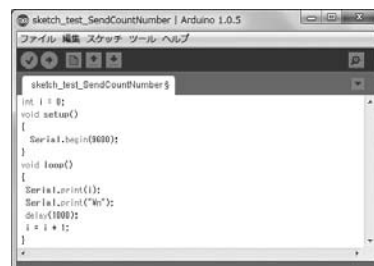 sketch_test_SendCountNumber | Arduino 1.0.5
ファイル 編集 スケッチ ツール ヘルプ
sketch_test_SendCountNumber §
int i = 0;
void setup()
{
Serial.begin(9600);
}
void loop()
{
Serial.print(i);
Serial.print("¥n");
delay(1000);
i = i + 1;
}